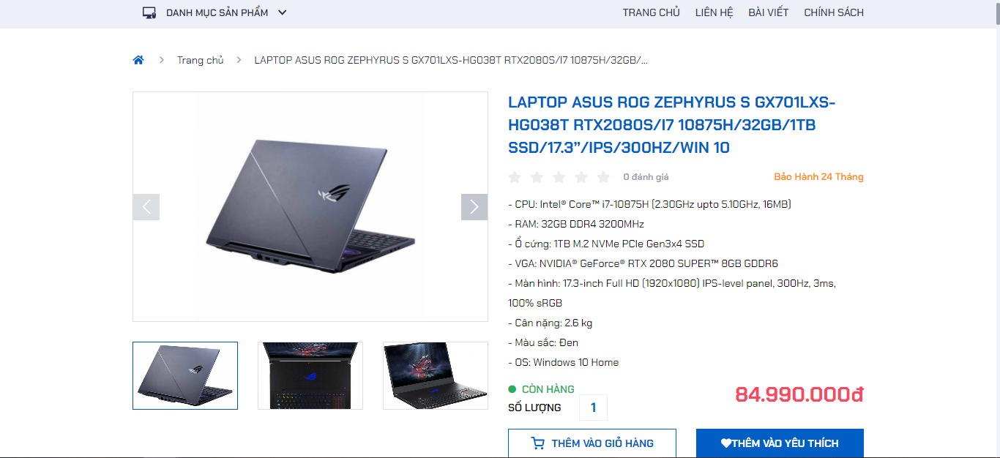 DANH MỤC SẢN PHẨM
TRANG CHỦ LIÊN HỆ BÀI VIẾT CHÍNH SÁCH
Trang chủ
LAPTOP ASUS ROG ZEPHYRUS S GX701LXS-HG038T RTX2080S/I7 10875H/32GB/...
LAPTOP ASUS ROG ZEPHYRUS S GX701LXS-
HG038T RTX2080S/I7 10875H/32GB/1TB
SSD/17.3”/IPS/300HZ/WIN 10
0 đánh giá
Bảo Hành 24 Tháng
- CPU: Intel® Core™ i7-10875H (2.30GHz upto 5.10GHz, 16MB)
- RAM: 32GB DDR4 3200MHz
- Ổ cứng: 1TB M.2 NVMe PCIe Gen3x4 SSD
- VGA: NVIDIA® GeForce® RTX 2080 SUPER™ 8GB GDDR6
- Màn hình: 17.3-inch Full HD (1920x1080) IPS-level panel, 300Hz, 3ms,
100% sRGB
- Cân nặng: 2.6 kg
- Màu sắc: Đen
- OS: Windows 10 Home
CÒN HÀNG
84.990.000đ
SỐ LƯỢNG 1
THÊM VÀO GIỎ HÀNG
THÊM VÀO YÊU THÍCH